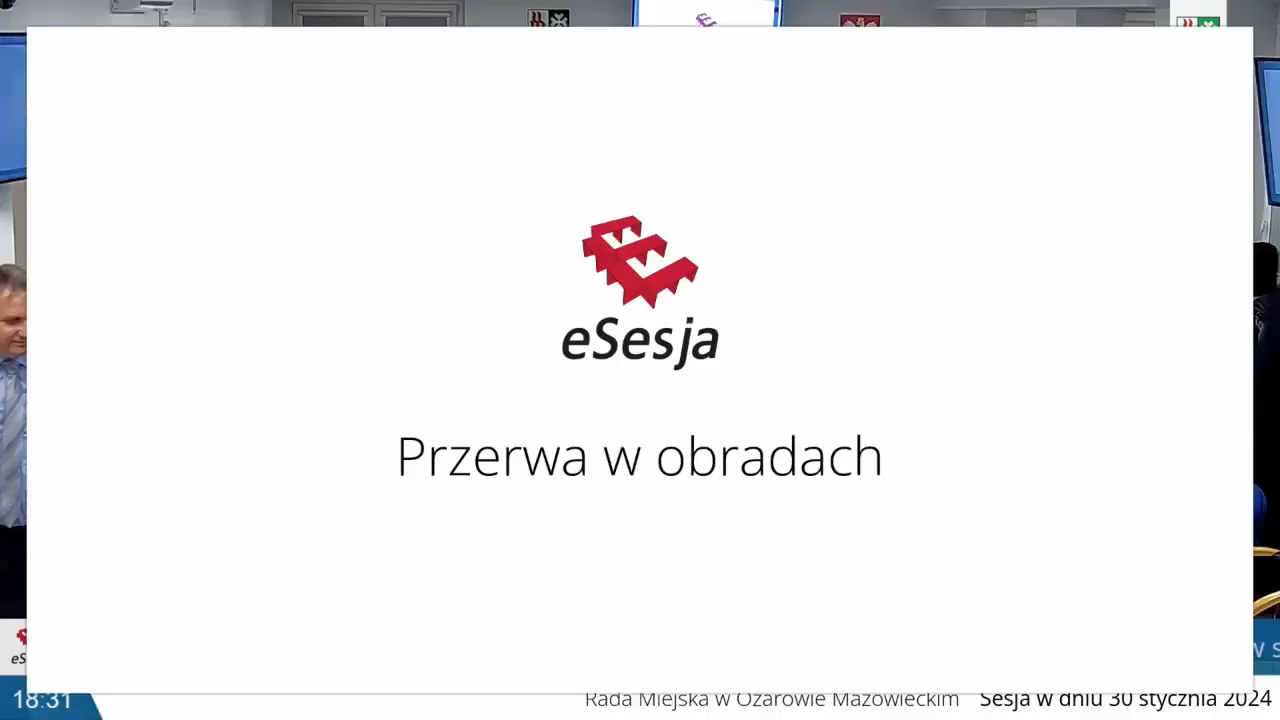 eSesja
Przerwa w obradach
18:31
Rada Miejska w Ożarowie Mazowieckim
Sesja w dniu 30 stycznia 2024